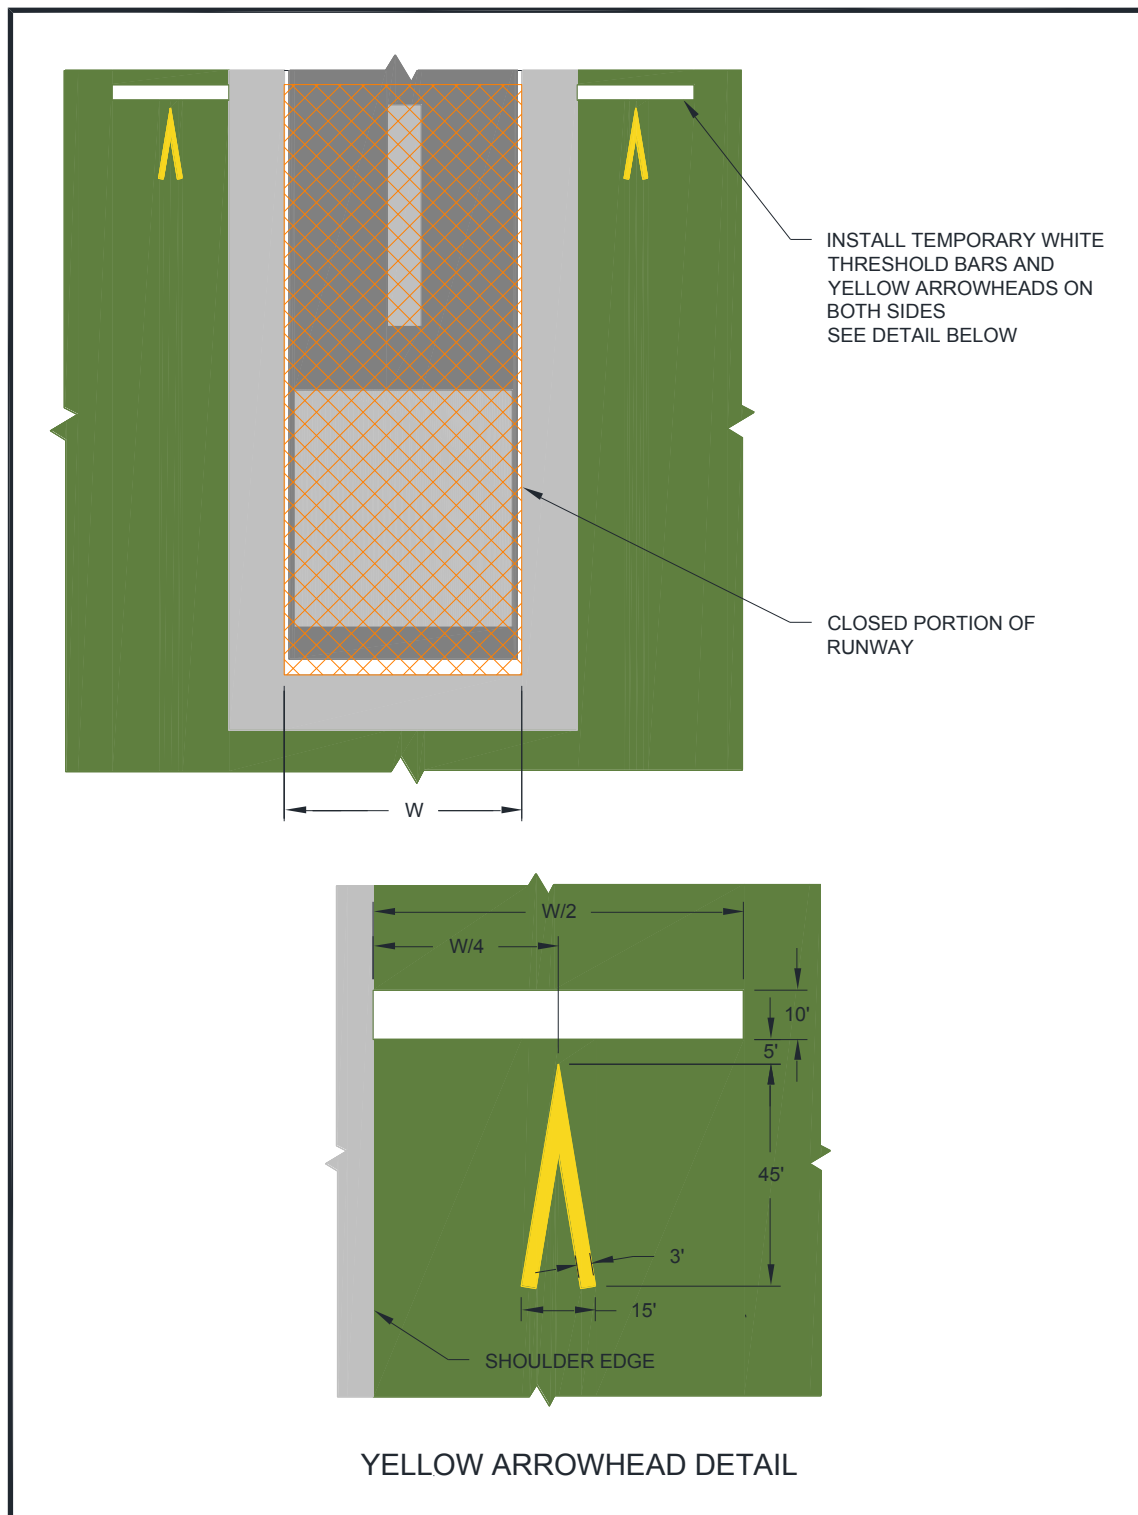 INSTALL TEMPORARY WHITE
THRESHOLD BARS AND
YELLOW ARROWHEADS ON
BOTH SIDES
SEE DETAIL BELOW
CLOSED PORTION OF
RUNWAY
W
W/2
W/4
10'
5'
45'
3'
15'
SHOULDER EDGE
YELLOW ARROWHEAD DETAIL